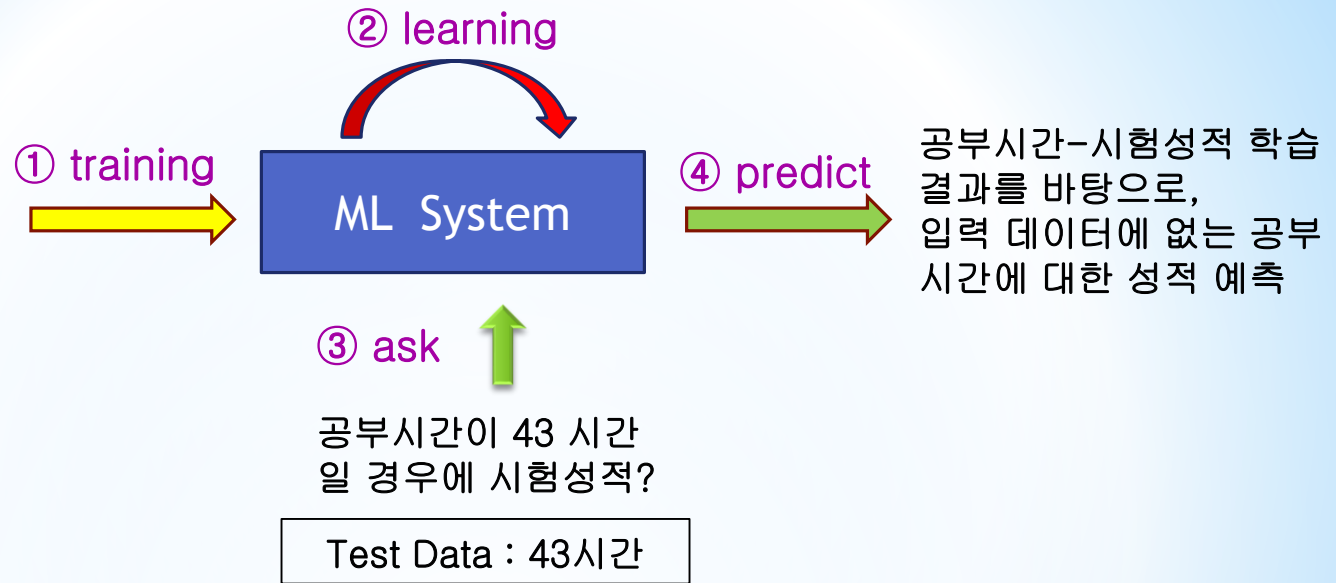 ② learning
① training
ML System
④ predict
공부시간-시험성적 학습
결과를 바탕으로,
입력 데이터에 없는 공부
시간에 대한 성적 예측
③ ask
공부시간이 43 시간
일 경우에 시험성적?
Test Data : 43시간